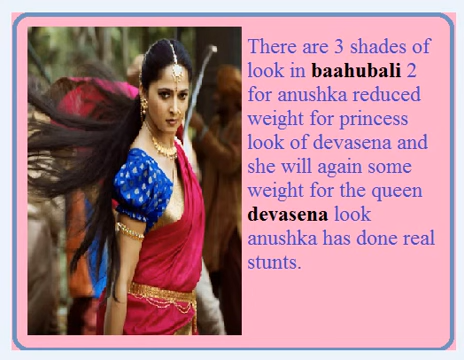 There are 3 shades of
look in baahubali 2
for anushka reduced
weight for princess
look of devasena and
she will again some
weight for the queen
devasena look
anushka has done real
stunts.